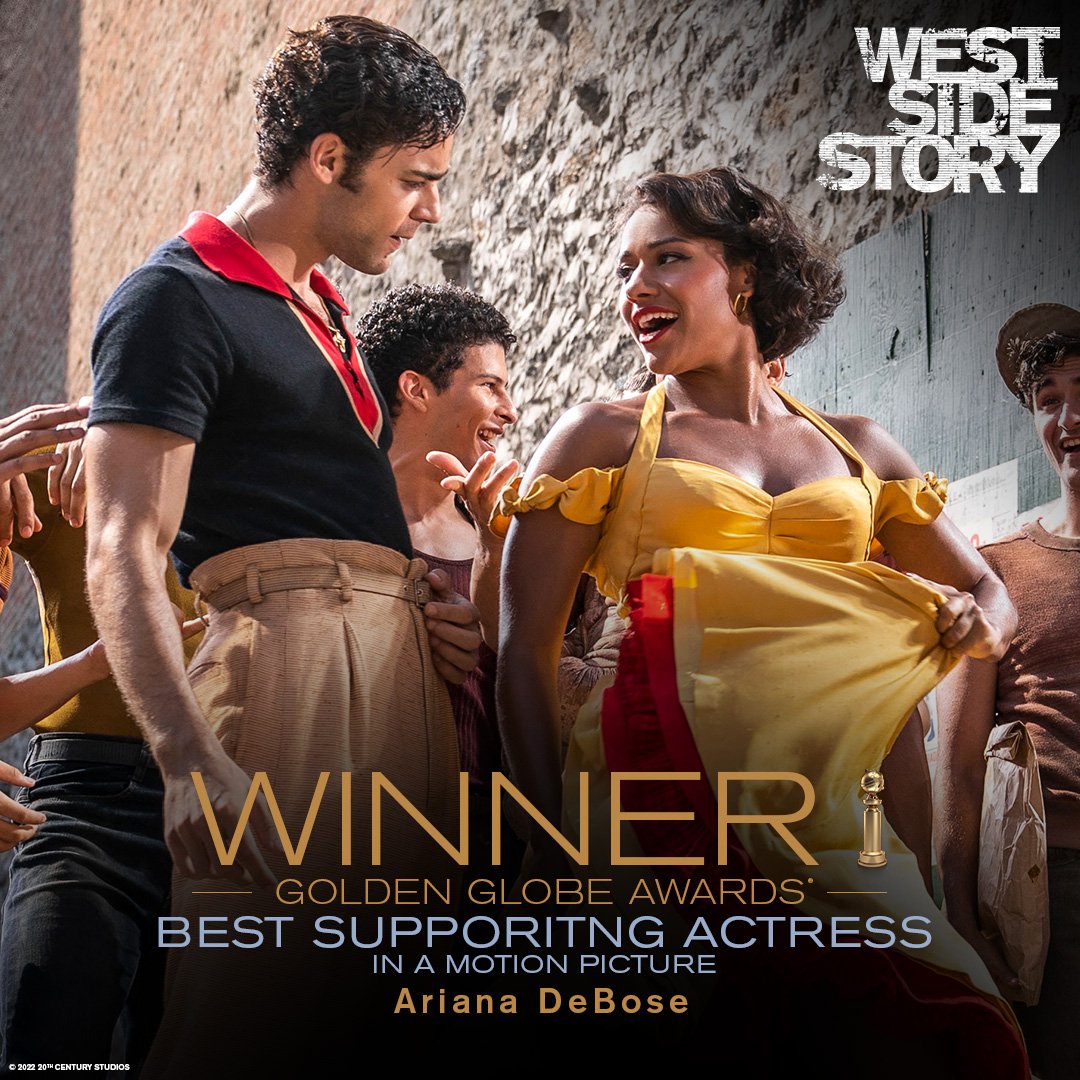 WEST
SIDE
STORY
WINNER
GOLDEN GLOBE AWARDS®
BEST SUPPORITNG ACTRESS
IN A MOTION PICTURE
Ariana DeBose
© 2022 20TH CENTURY STUDIOS